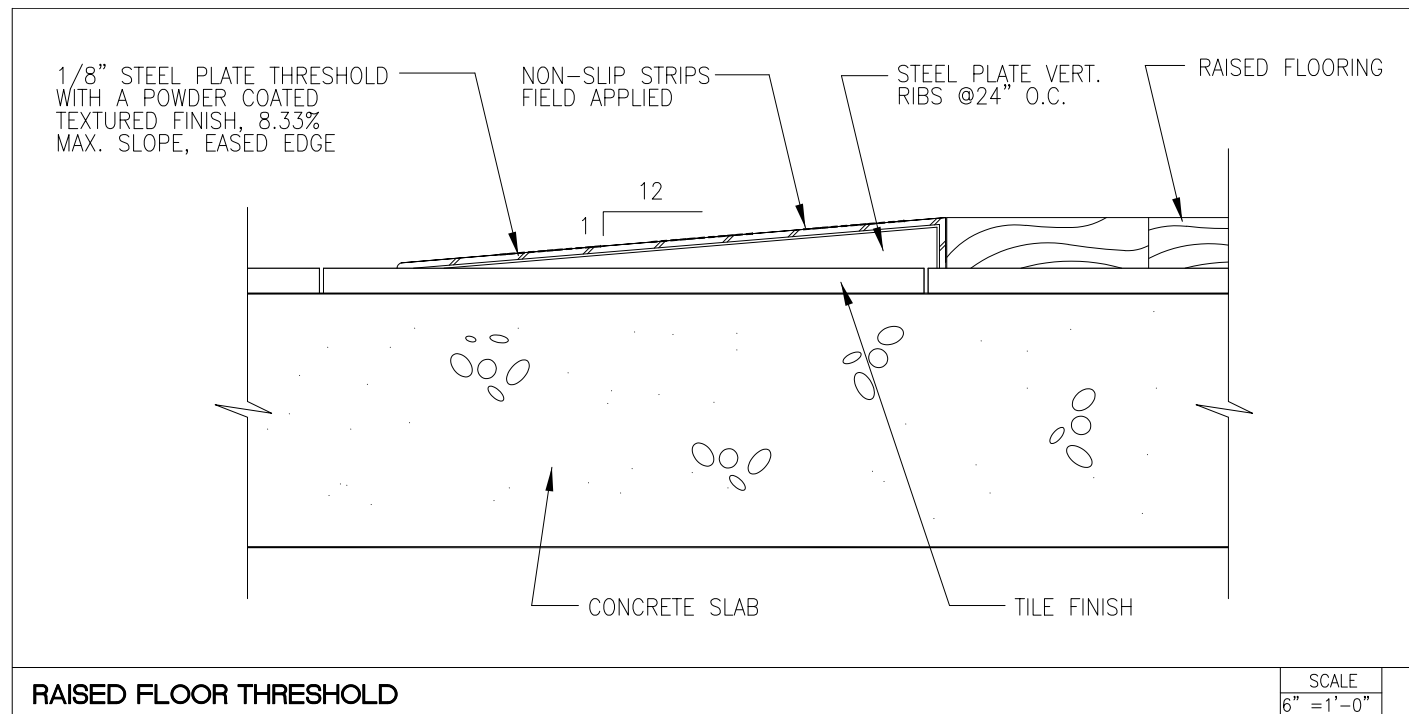 1/8” STEEL PLATE THRESHOLD
WITH A POWDER COATED
TEXTURED FINISH, 8.33%
MAX. SLOPE, EASED EDGE
NON-SLIP STRIPS
FIELD APPLIED
STEEL PLATE VERT.
RIBS @24” O.C.
RAISED FLOORING
12
1
CONCRETE SLAB
TILE FINISH
RAISED FLOOR THRESHOLD
SCALE
6” =1’-0”